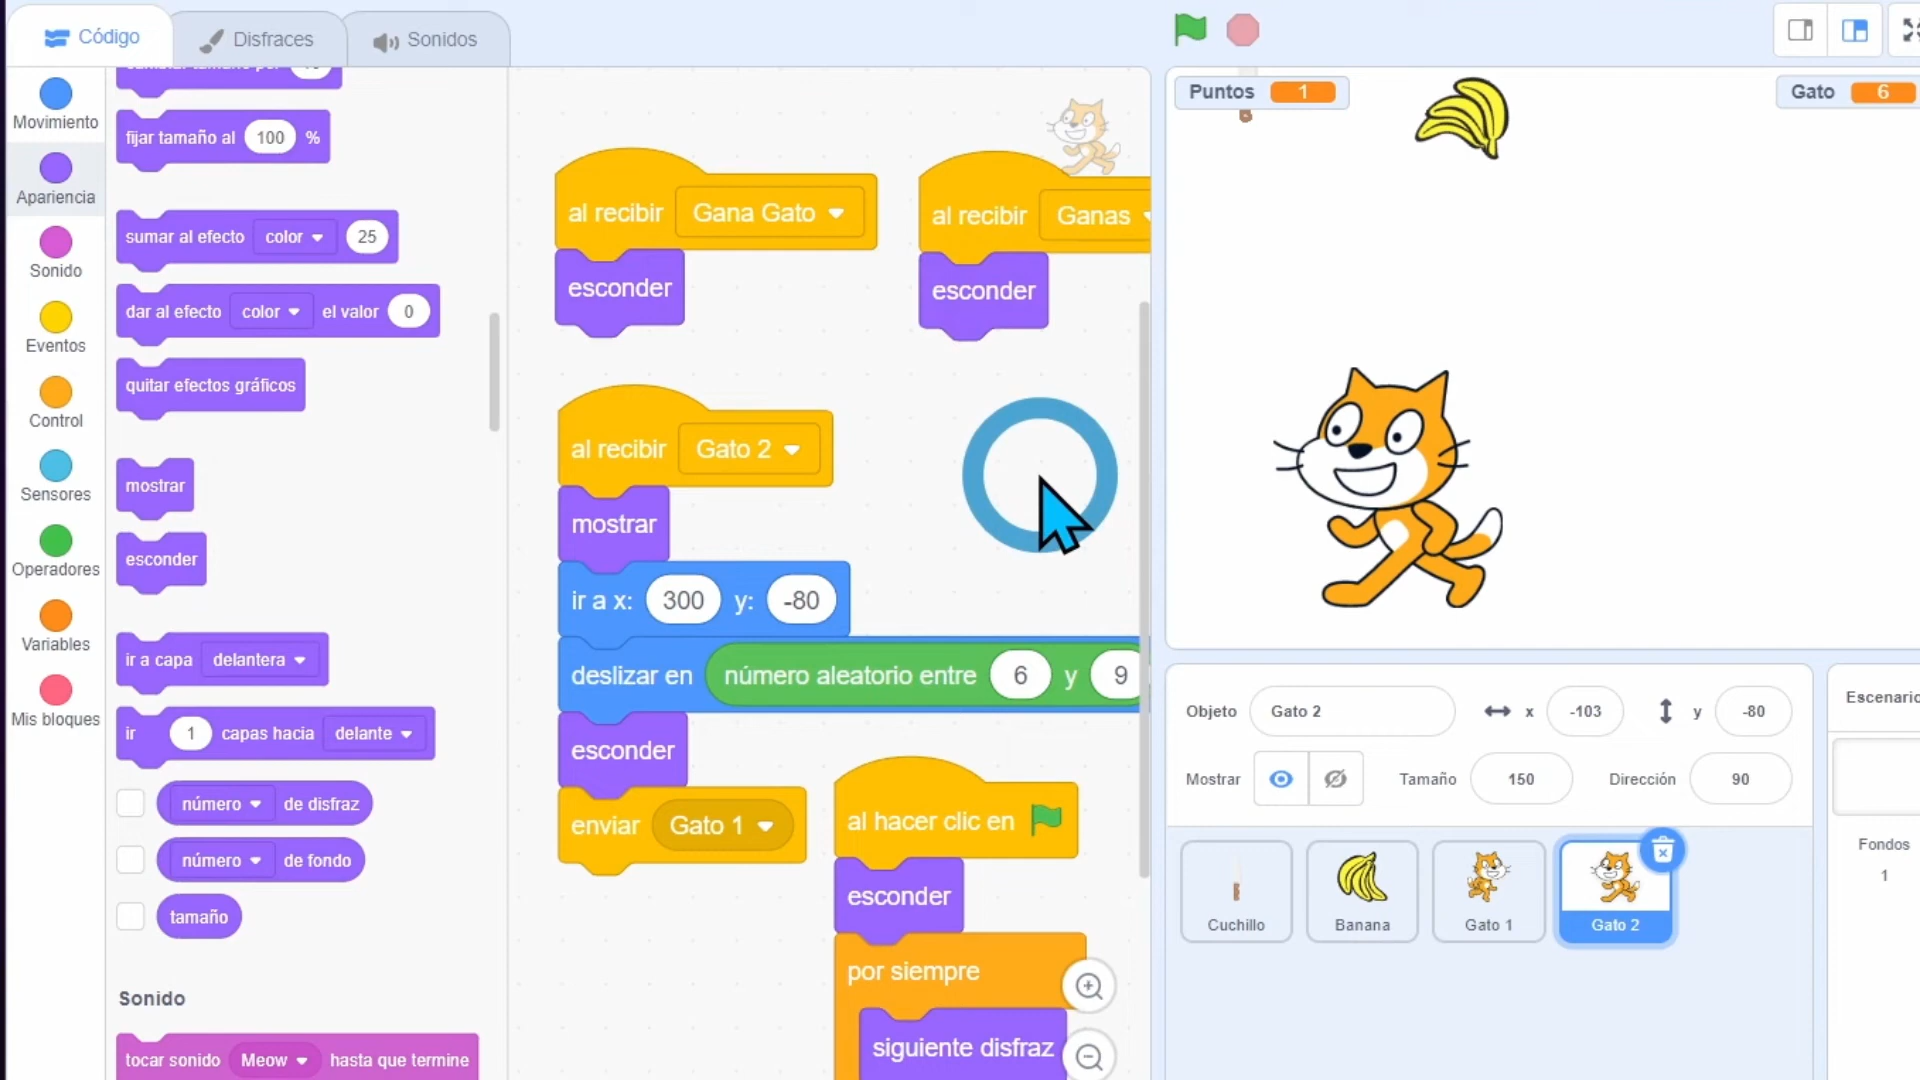 Código
Disfraces
Sonidos
Movimiento
Apariencia
Sonido
Eventos
Control
Sensores
Operadores
Variables
Mis bloques
fijar tamaño al 100 %
sumar al efecto color 25
dar al efecto color el valor 0
quitar efectos gráficos
mostrar
esconder
ir a capa delantera
ir 1 capas hacia delante
número de disfraz
número de fondo
tamaño
Sonido
tocar sonido Meow hasta que termine
al recibir Gana Gato
esconder
al recibir Ganas
esconder
al recibir Gato 2
mostrar
ir a x: 300 y: -80
deslizar en número aleatorio entre 6 y 9
esconder
enviar Gato 1
al hacer clic en
esconder
por siempre
siguiente disfraz
Puntos 1
Gato 6
Objeto Gato 2 x -103 y -80
Mostrar Tamaño 150 Dirección 90
Cuchillo
Banana
Gato 1
Gato 2
Escenario
Fondos
1